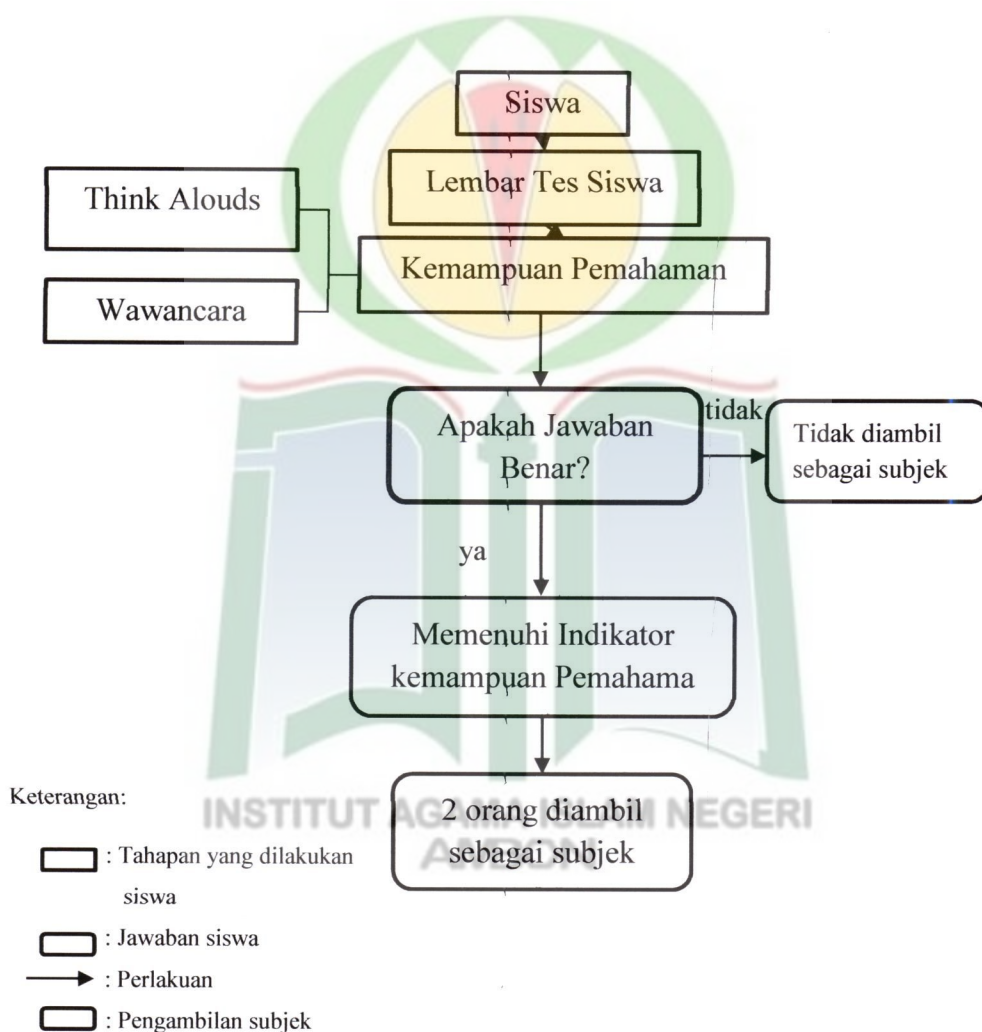 Siswa
Lembar Tes Siswa
Think Alouds
Kemampuan Pemahaman
Wawancara
Apakah Jawaban
Benar?
tidak
Tidak diambil
sebagai subjek
ya
Memenuhi Indikator
kemampuan Pemahama
2 orang diambil
sebagai subjek
INSTITUT AGAMA ISLAM NEGERI
AMBON
Keterangan:
: Tahapan yang dilakukan
siswa
: Jawaban siswa
: Perlakuan
: Pengambilan subjek